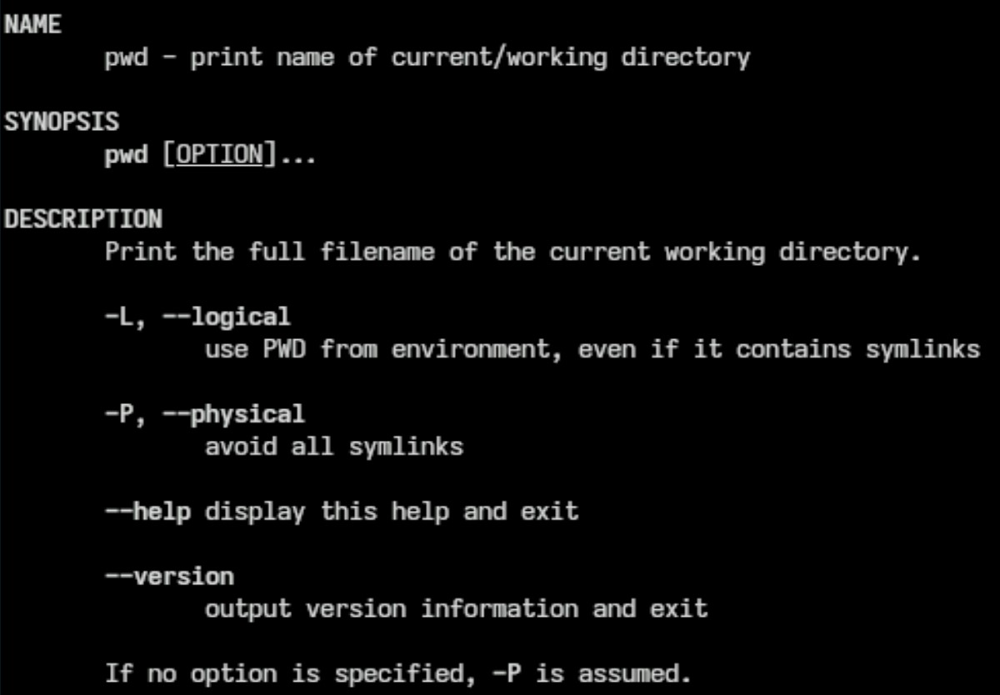 NAME
pwd - print name of current/working directory
SYNOPSIS
pwd [OPTION]...
DESCRIPTION
Print the full filename of the current working directory.
-L, --logical
use PWD from environment, even if it contains symlinks
-P, --physical
avoid all symlinks
--help display this help and exit
--version
output version information and exit
If no option is specified, -P is assumed.